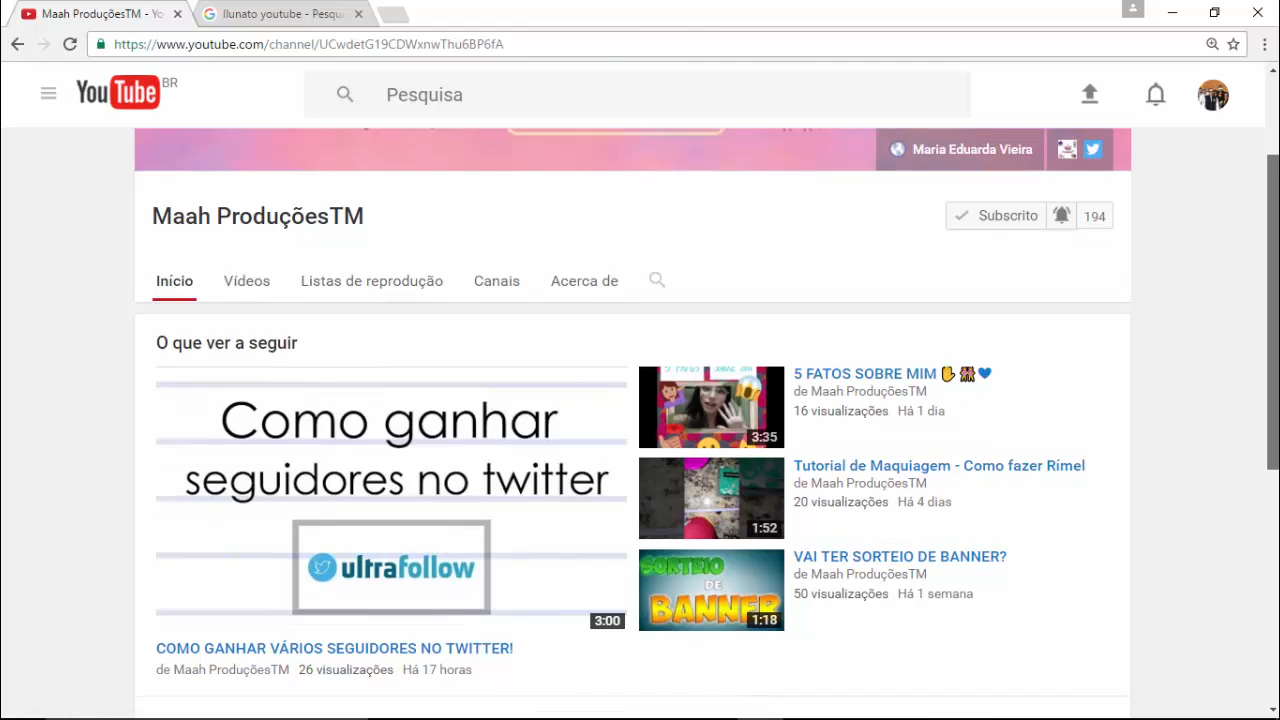 Maah ProduçõesTM - Yo
llunato youtube - Pesqu
https://www.youtube.com/channel/UCwdetG19CDWxnwThu6BP6fA
YouTube BR
Pesquisa
Maria Eduarda Vieira
Maah ProduçõesTM
Subscrito 194
Início Vídeos Listas de reprodução Canais Acerca de
O que ver a seguir
Como ganhar
seguidores no twitter
ultrafollow
3:00
COMO GANHAR VÁRIOS SEGUIDORES NO TWITTER!
de Maah ProduçõesTM 26 visualizações Há 17 horas
3:35
5 FATOS SOBRE MIM ✋👭💙
de Maah ProduçõesTM
16 visualizações Há 1 dia
1:52
Tutorial de Maquiagem - Como fazer Rímel
de Maah ProduçõesTM
20 visualizações Há 4 dias
SORTEIO
DE
BANNER
1:18
VAI TER SORTEIO DE BANNER?
de Maah ProduçõesTM
50 visualizações Há 1 semana